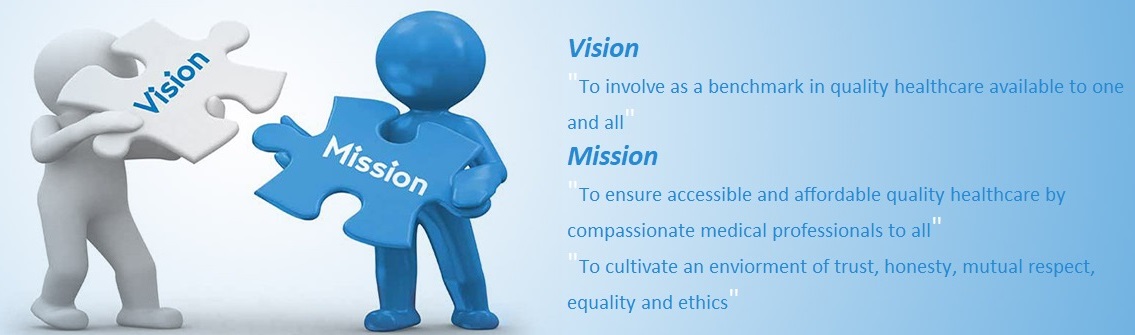 Vision
Mission
Vision
"To involve as a benchmark in quality healthcare available to one
and all"
Mission
"To ensure accessible and affordable quality healthcare by
compassionate medical professionals to all"
"To cultivate an enviorment of trust, honesty, mutual respect,
equality and ethics"